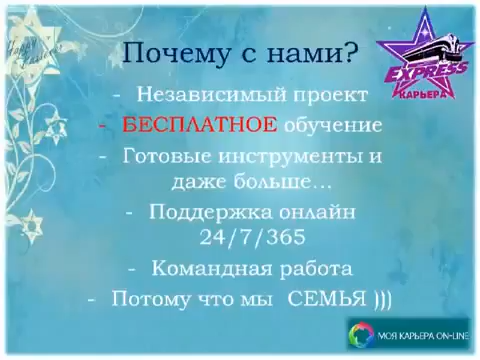 Почему с нами?
EXPRESS
КАРЬЕРА
- Независимый проект
- БЕСПЛАТНОЕ обучение
- Готовые инструменты и
даже больше...
- Поддержка онлайн
24/7/365
- Командная работа
- Потому что мы СЕМЬЯ )))
МОЯ КАРЬЕРА ON-LINE